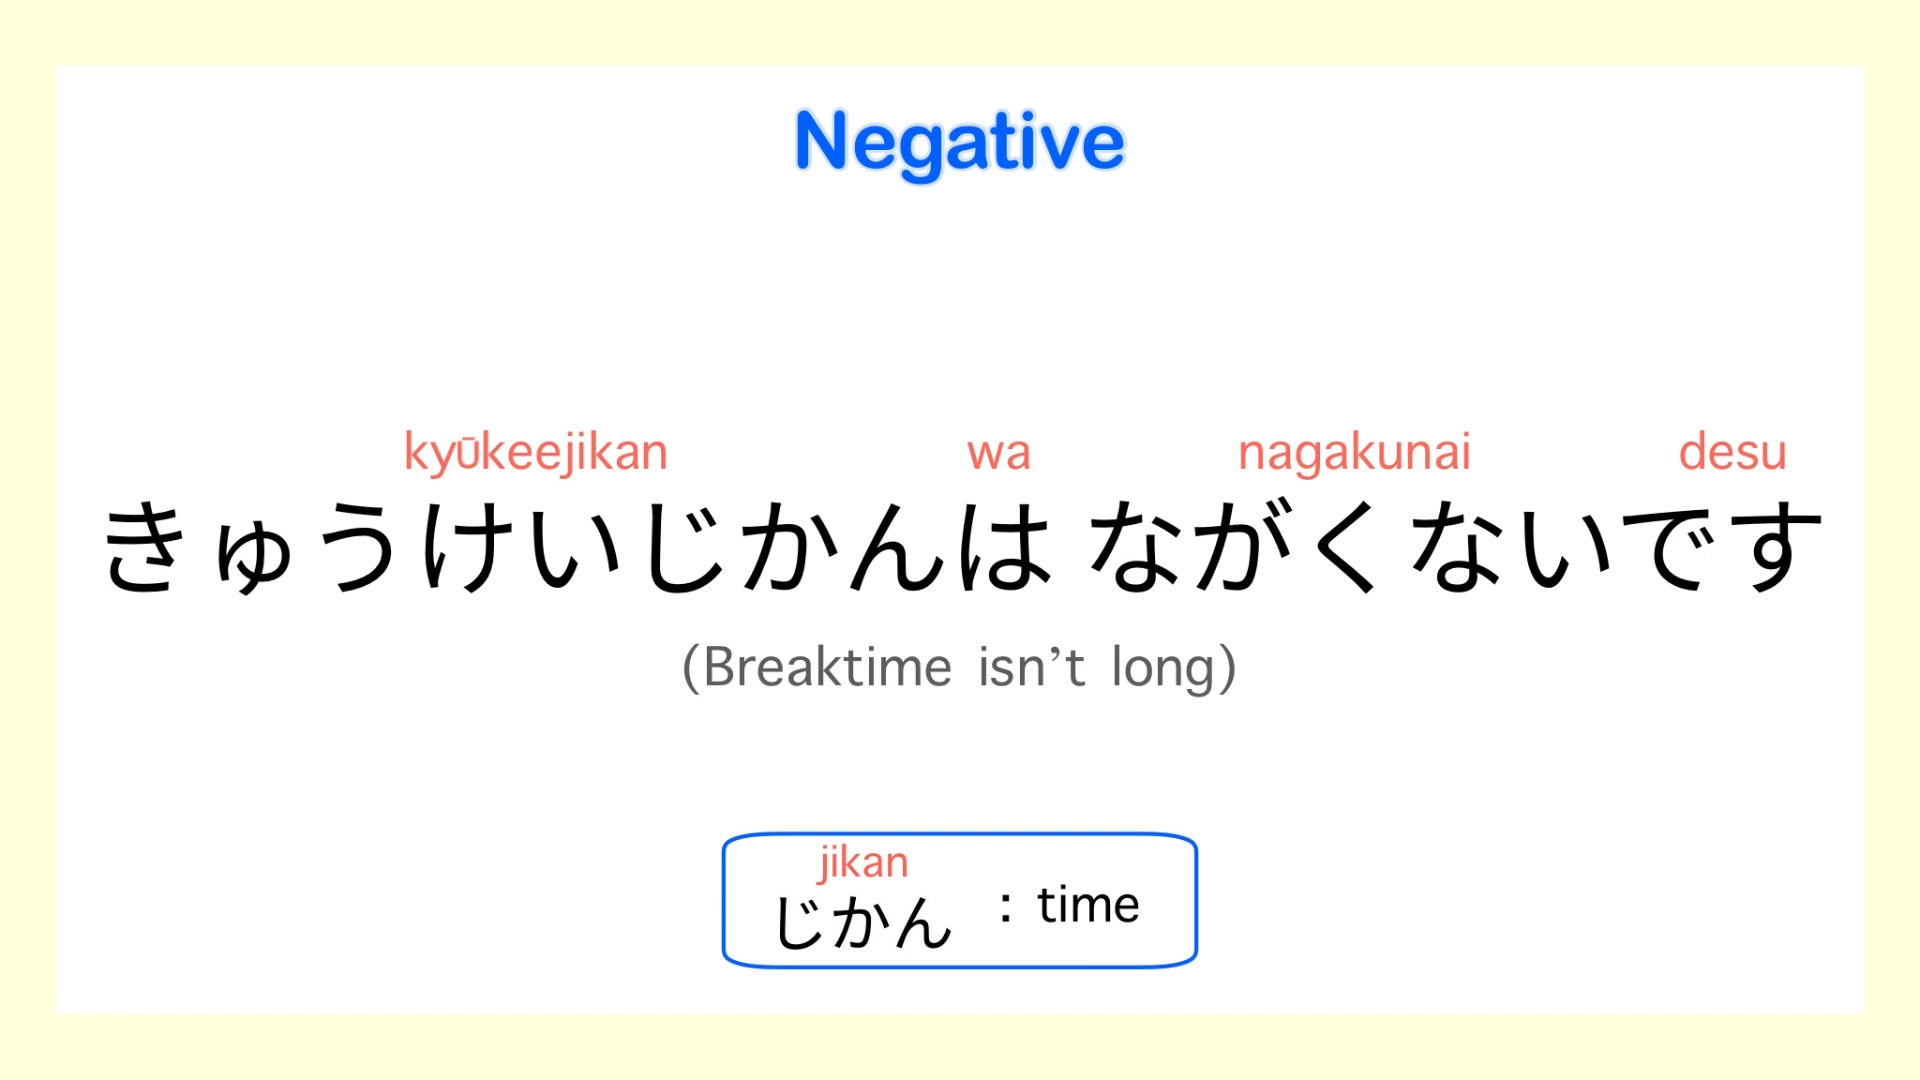 Negative
kyūkeejikan wa nagakunai desu
きゅうけいじかんは ながくないです
(Breaktime isn’t long)
jikan
じかん : time